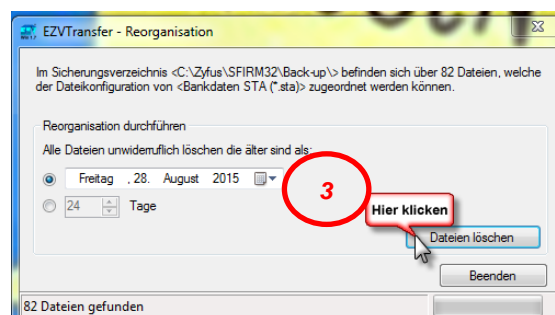 EZVTransfer - Reorganisation
Im Sicherungsverzeichnis <C:\Zyfus\SFIRM32\Back-up\> befinden sich über 82 Dateien, welche
der Dateikonfiguration von <Bankdaten STA (*.sta)> zugeordnet werden können.
Reorganisation durchführen
Alle Dateien unwiderruflich löschen die älter sind als:
Freitag , 28. August 2015
3
24 Tage
Hier klicken
Dateien löschen
Beenden
82 Dateien gefunden